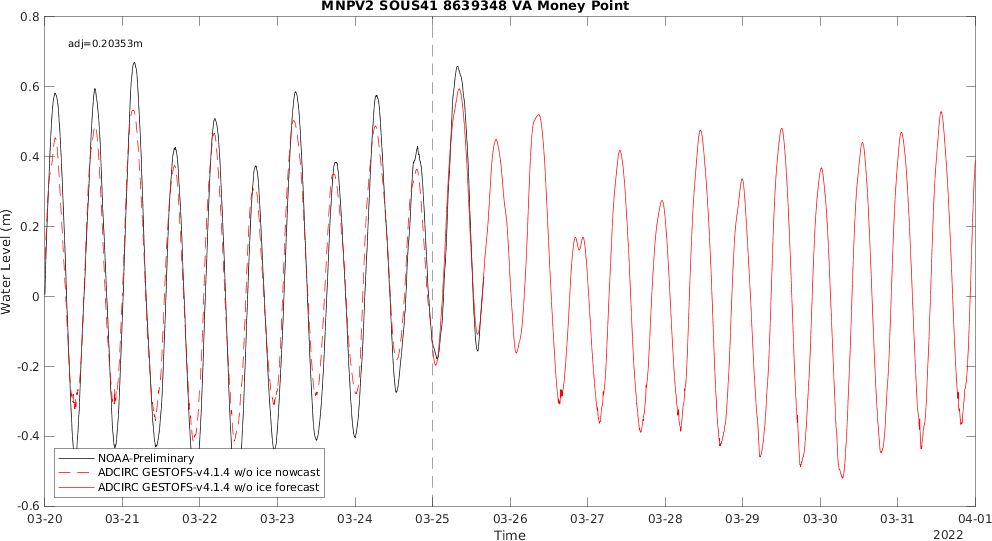 MNPV2 SOUS41 8639348 VA Money Point
adj=0.20353m
0.8
0.6
0.4
0.2
0
-0.2
-0.4
-0.6
Water Level (m)
NOAA-Preliminary
ADCIRC GESTOFS-v4.1.4 w/o ice nowcast
ADCIRC GESTOFS-v4.1.4 w/o ice forecast
03-20 03-21 03-22 03-23 03-24 03-25 03-26 03-27 03-28 03-29 03-30 03-31 04-01
Time
2022